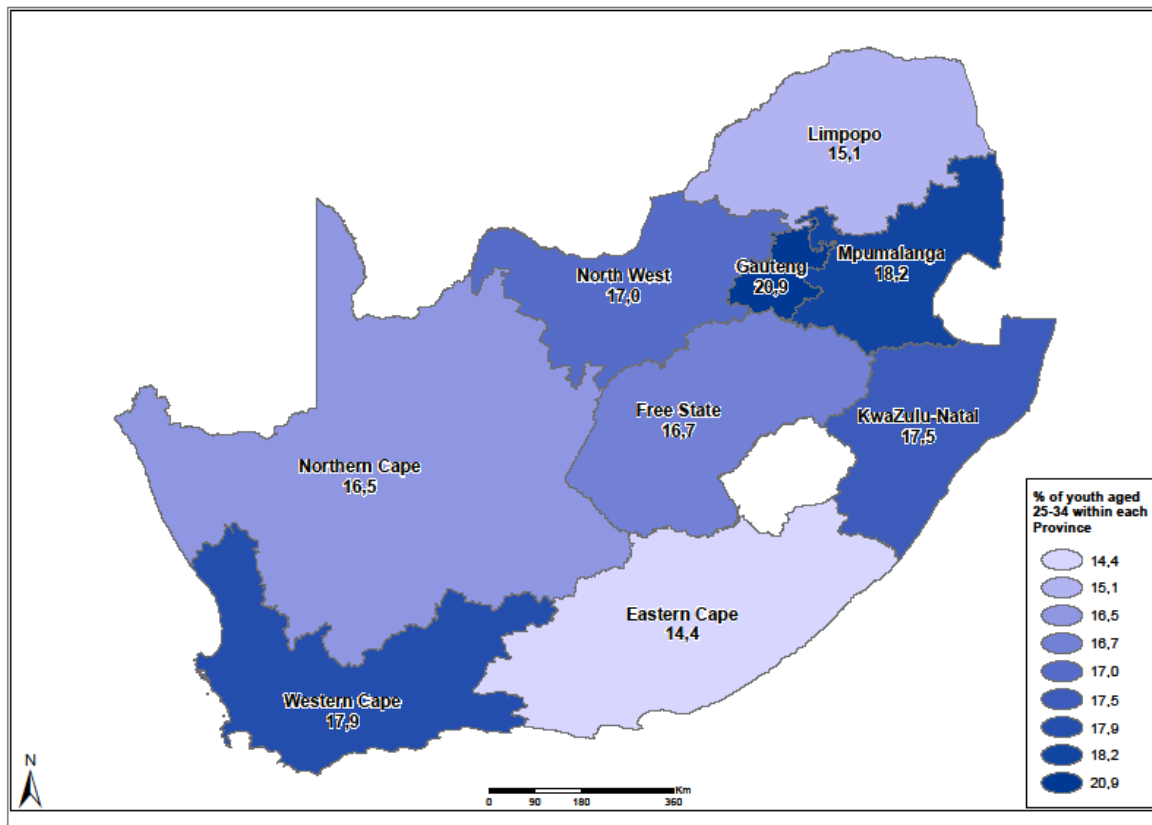 Limpopo
15,1
Mpumalanga
18,2
Gauteng
20,9
North West
17,0
Free State
16,7
KwaZulu-Natal
17,5
Northern Cape
16,5
Eastern Cape
14,4
Western Cape
17,9
% of youth aged
25-34 within each
Province
14,4
15,1
16,5
16,7
17,0
17,5
17,9
18,2
20,9
N
Km
0 90 180 360